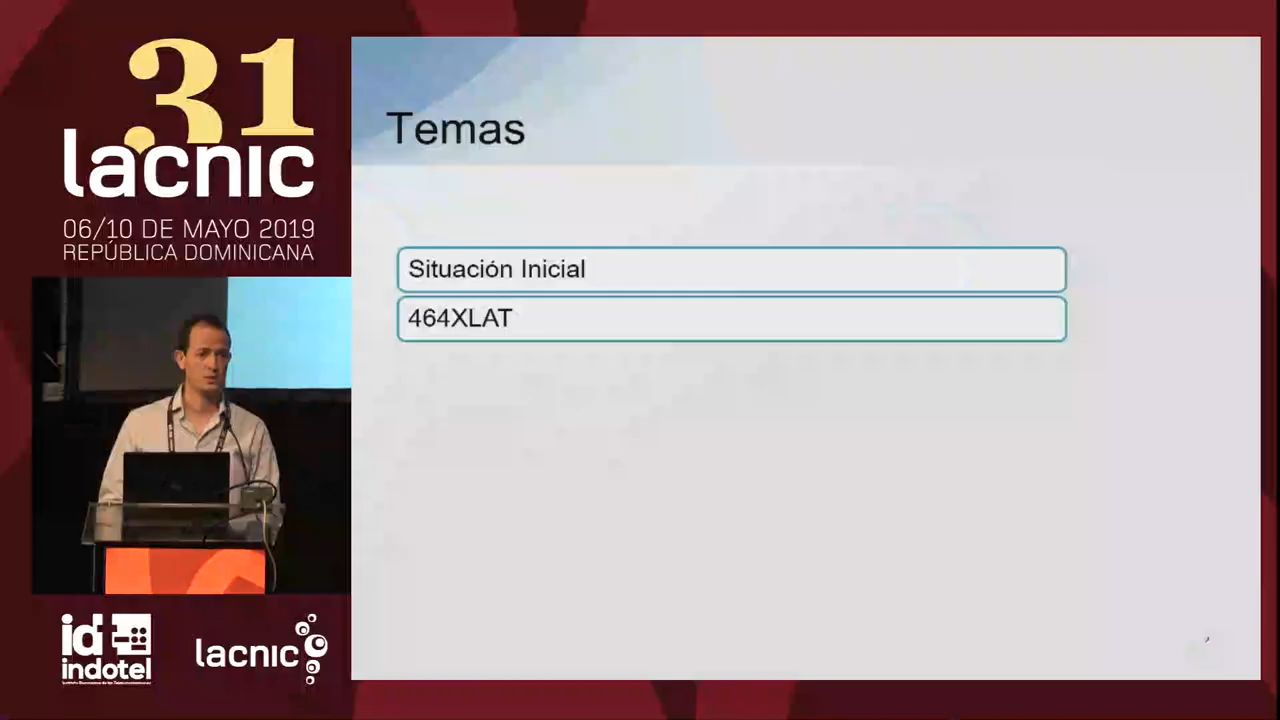 31
lacnic
06/10 DE MAYO 2019
REPÚBLICA DOMINICANA
Temas
Situación Inicial
464XLAT
id
indotel
lacnic